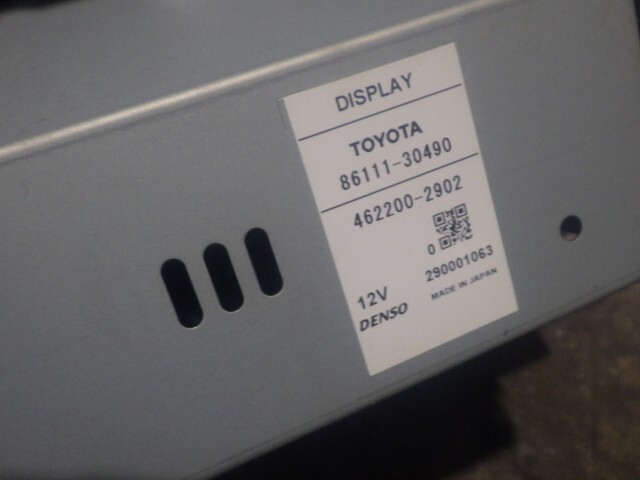 DISPLAY
TOYOTA
86111-30490
462200-2902
0
290001063
12V
DENSO
MADE IN JAPAN